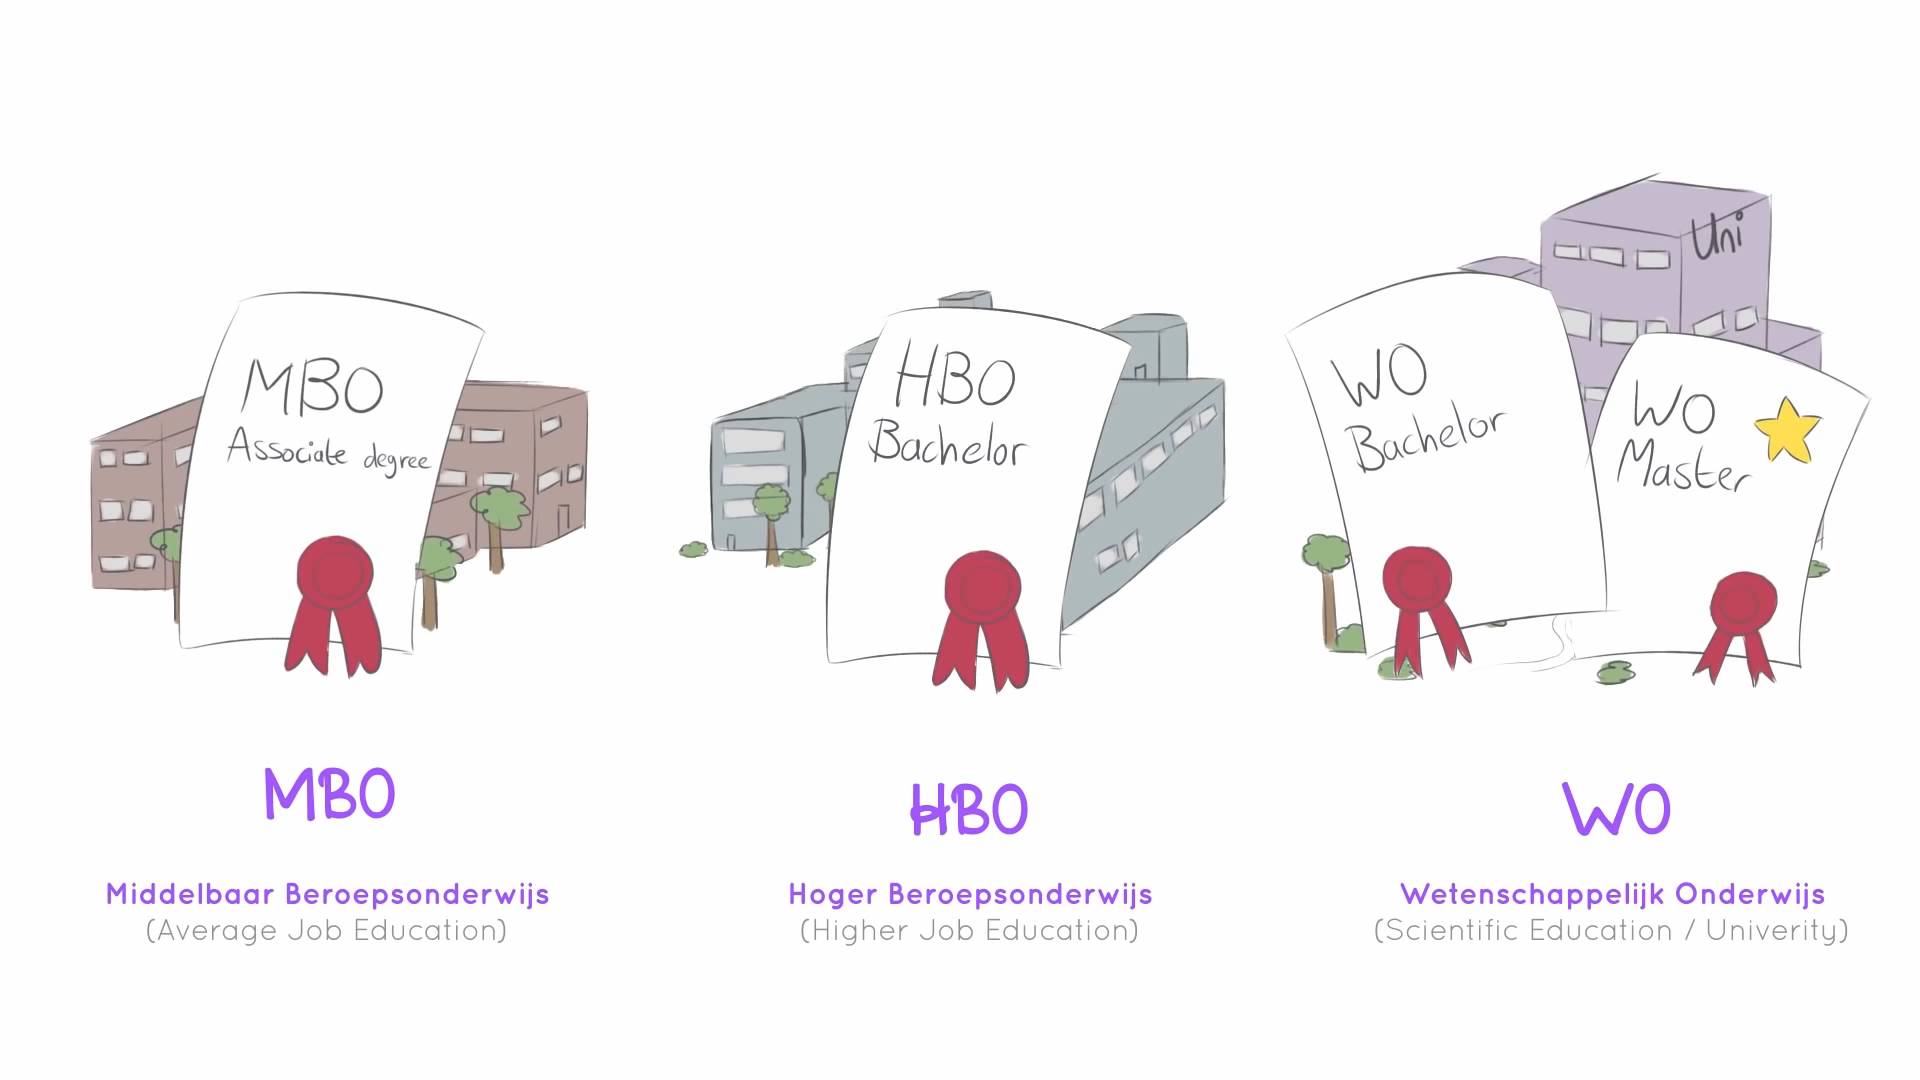 MBO
Associate degree
HBO
Bachelor
Uni
WO
Bachelor
WO
Master
MBO
Middelbaar Beroepsonderwijs
(Average Job Education)
HBO
Hoger Beroepsonderwijs
(Higher Job Education)
WO
Wetenschappelijk Onderwijs
(Scientific Education / Univerity)